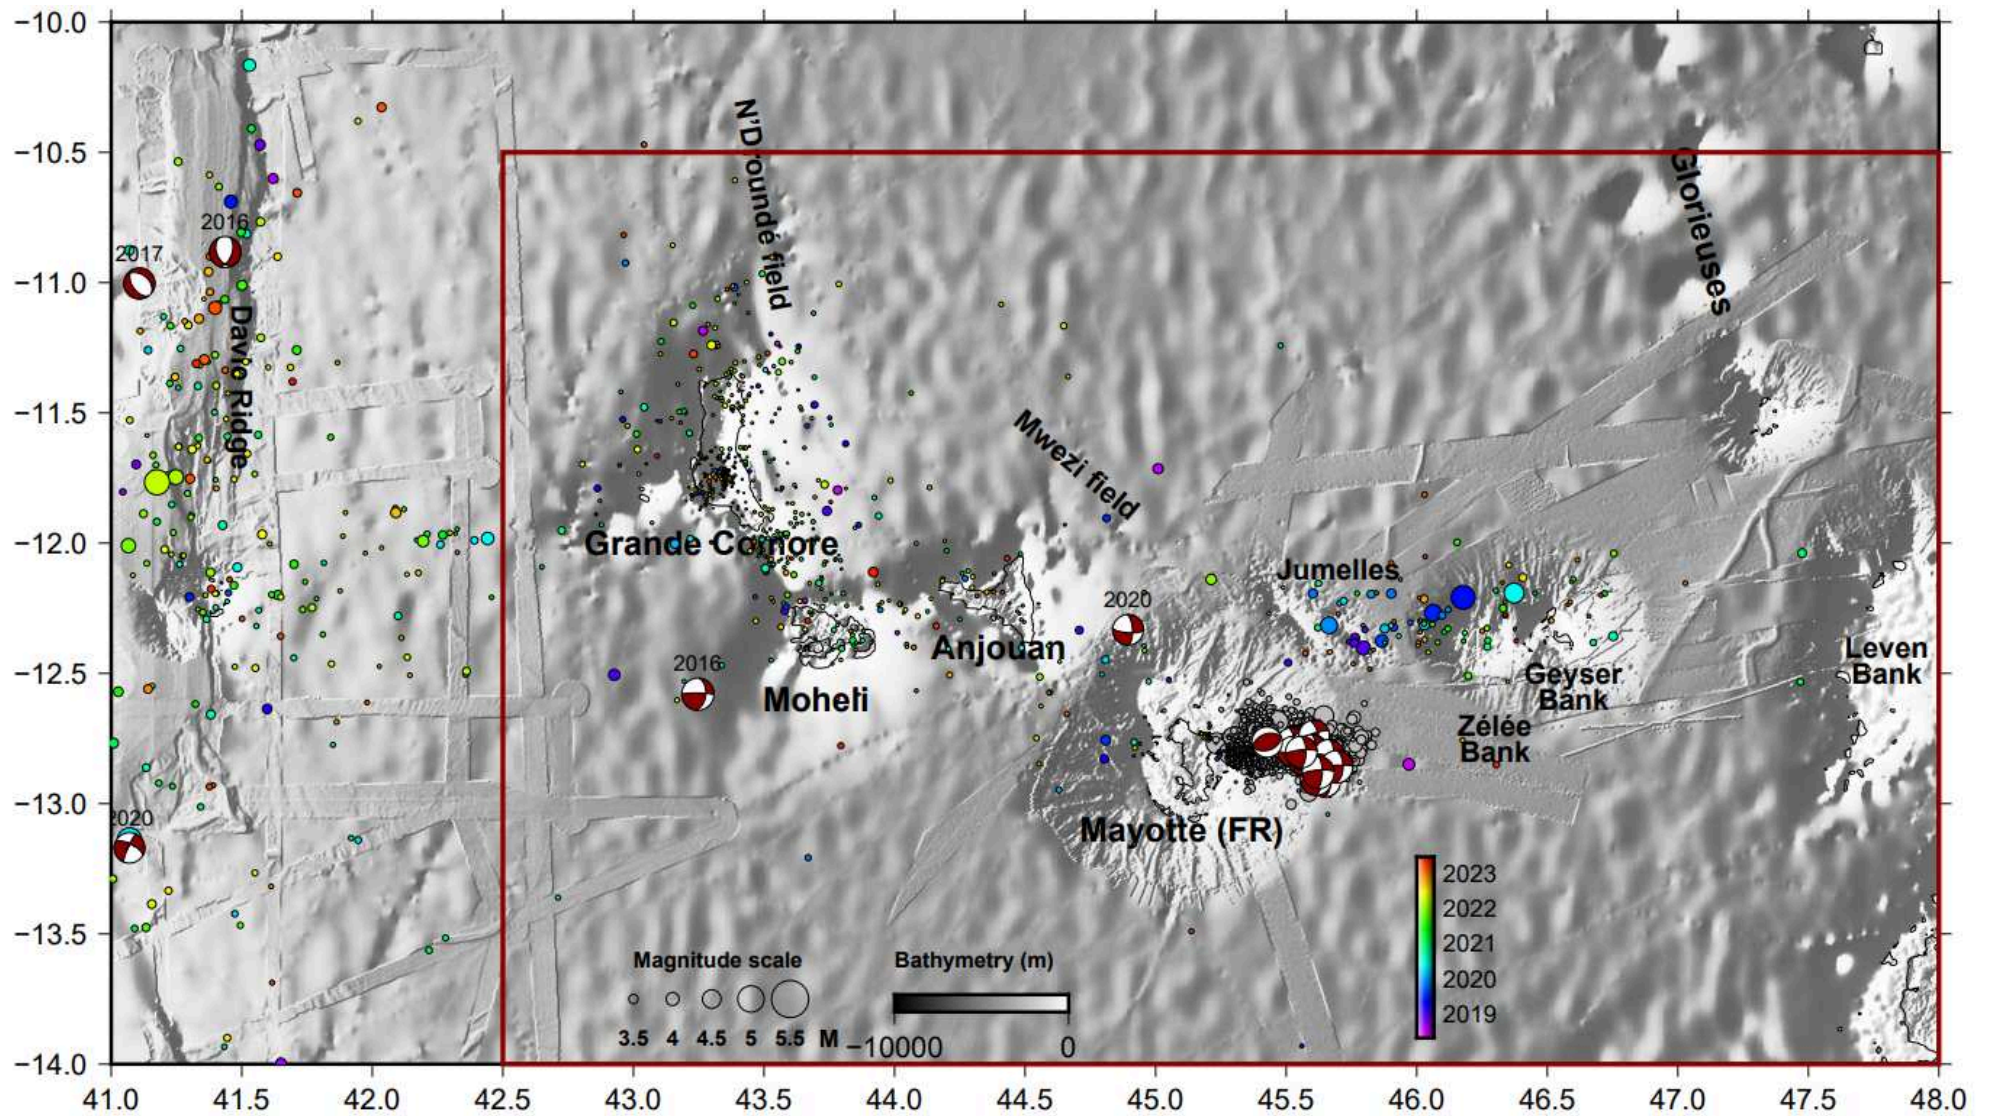 −10.0
−10.5
−11.0
−11.5
−12.0
−12.5
−13.0
−13.5
−14.0
N'Droundé field
Glorieuses
2016
2017
Davie Ridge
Mwezi field
Grande Comore
Jumelles
2020
Anjouan
2016
Moheli
Geyser
Bank
Leven
Bank
Zélée
Bank
2020
Mayotte (FR)
2023
2022
2021
2020
2019
Magnitude scale
3.5 4 4.5 5 5.5 M
Bathymetry (m)
−10000 0
41.0 41.5 42.0 42.5 43.0 43.5 44.0 44.5 45.0 45.5 46.0 46.5 47.0 47.5 48.0